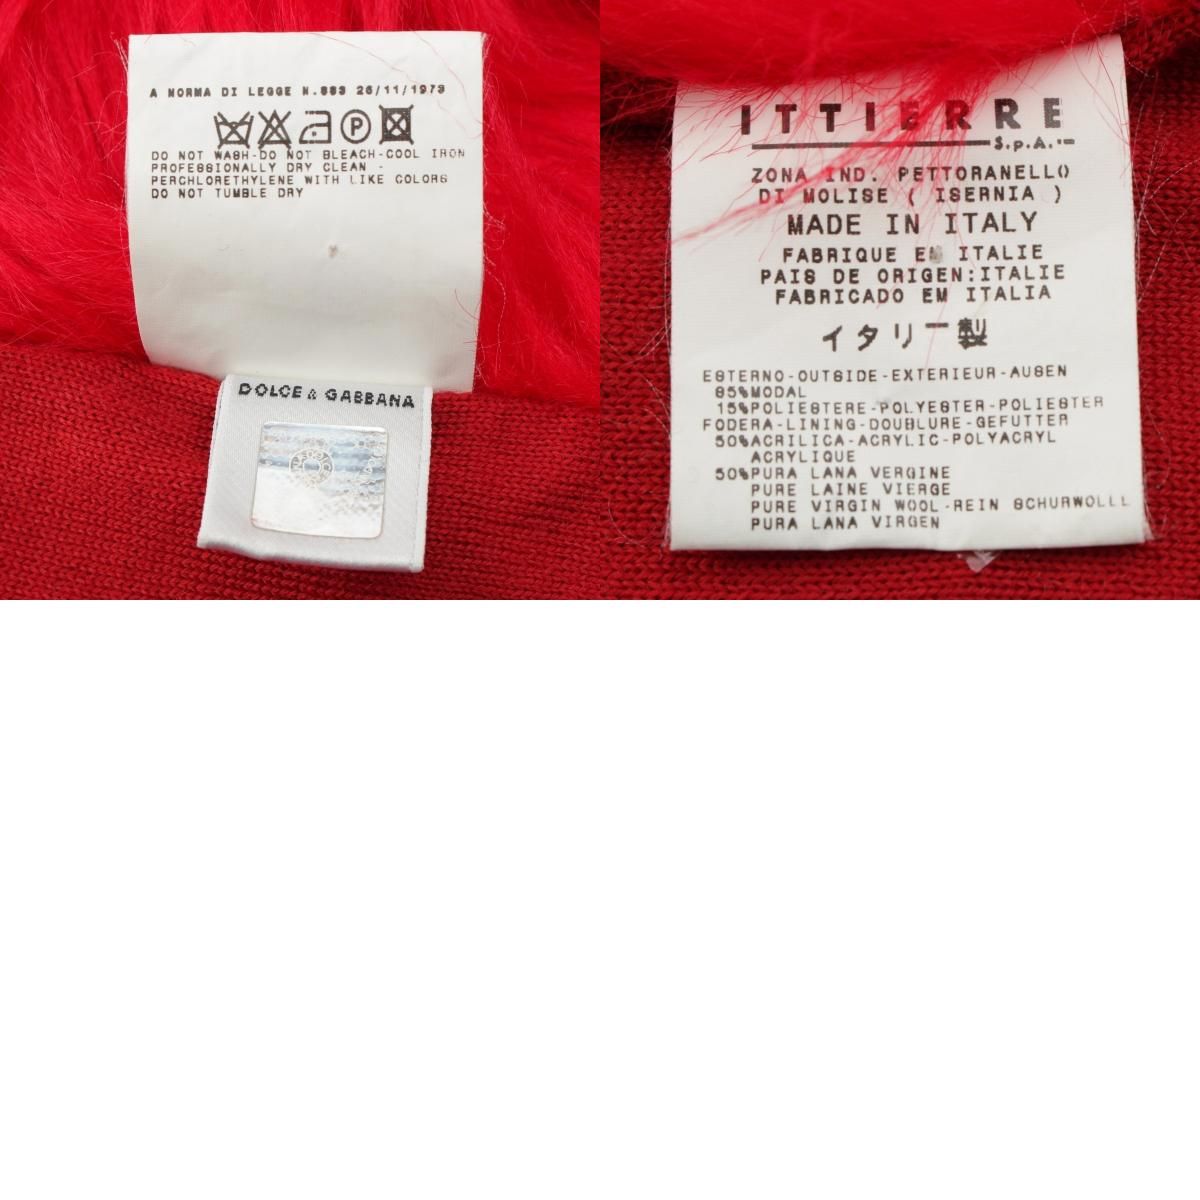 A NORMA DI LEGGE N.883 26/11/1973
P
DO NOT WASH-DO NOT BLEACH-COOL IRON
PROFESSIONALLY DRY CLEAN -
PERCHLORETHYLENE WITH LIKE COLORS
DO NOT TUMBLE DRY
DOLCE & GABBANA
ITTIERRE
S.p.A.
ZONA IND. PETTORANELLO
DI MOLISE ( ISERNIA )
MADE IN ITALY
FABRIQUE EN ITALIE
PAIS DE ORIGEN:ITALIE
FABRICADO EM ITALIA
イタリー製
ESTERNO-OUTSIDE-EXTERIEUR-AUSEN
85%MODAL
15%POLIESTERE-POLYESTER-POLIESTER
FODERA-LINING-DOUBLURE-GEFUTTER
50%ACRILICA-ACRYLIC-POLYACRYL
ACRYLIQUE
50%PURA LANA VERGINE
PURE LAINE VIERGE
PURE VIRGIN WOOL-REIN SCHURWOLLL
PURA LANA VIRGEN